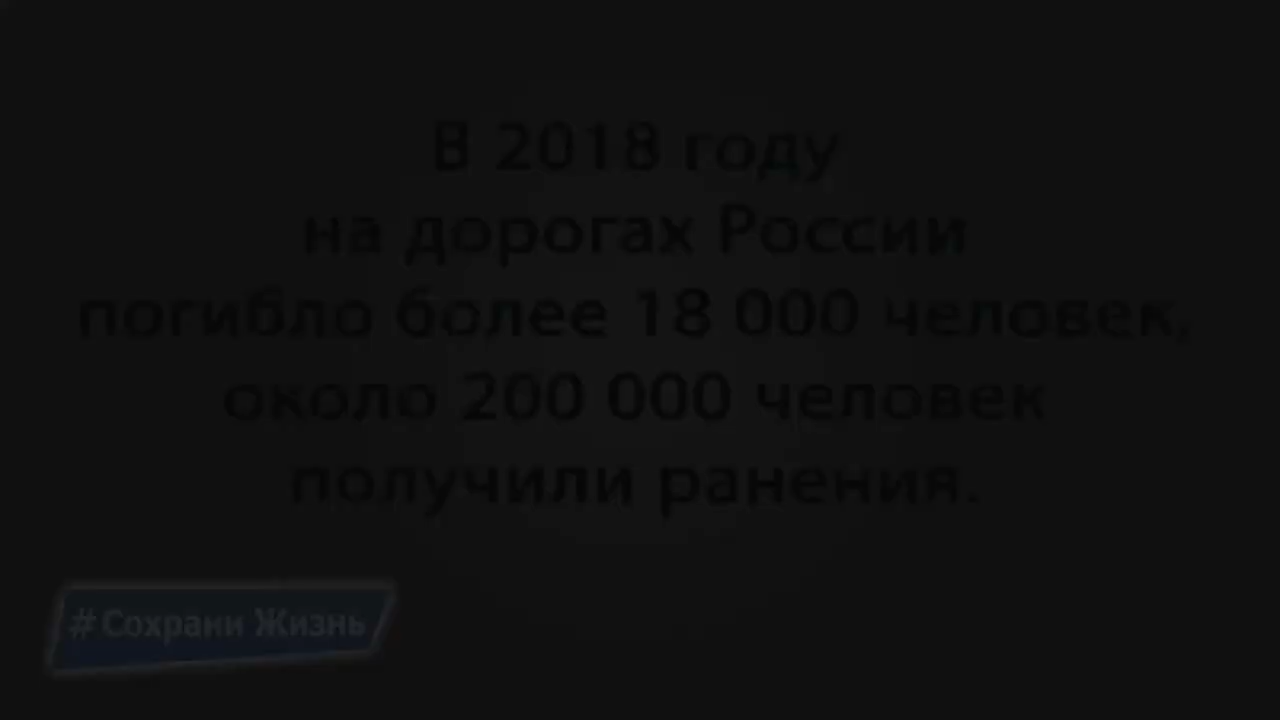 В 2018 году
на дорогах России
погибло более 18 000 человек,
около 200 000 человек
получили ранения.
#Сохрани Жизнь